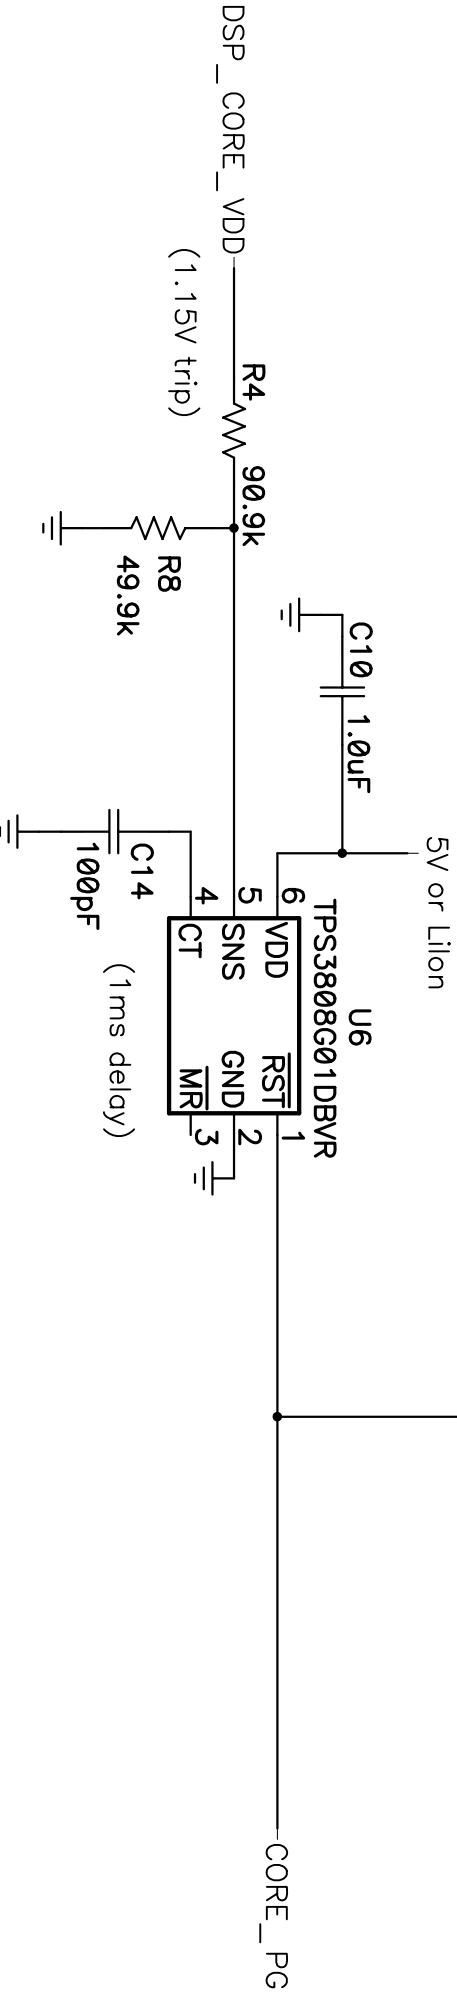 DSP_CORE_VDD
(1.15V trip)
R4
90.9k
R8
49.9k
C10
1.0uF
5V or LiIon
C14
100pF
(1ms delay)
U6
TPS3808G01DBVR
6
VDD
5
SNS
4
CT
RST
1
GND
2
MR
3
CORE_PG